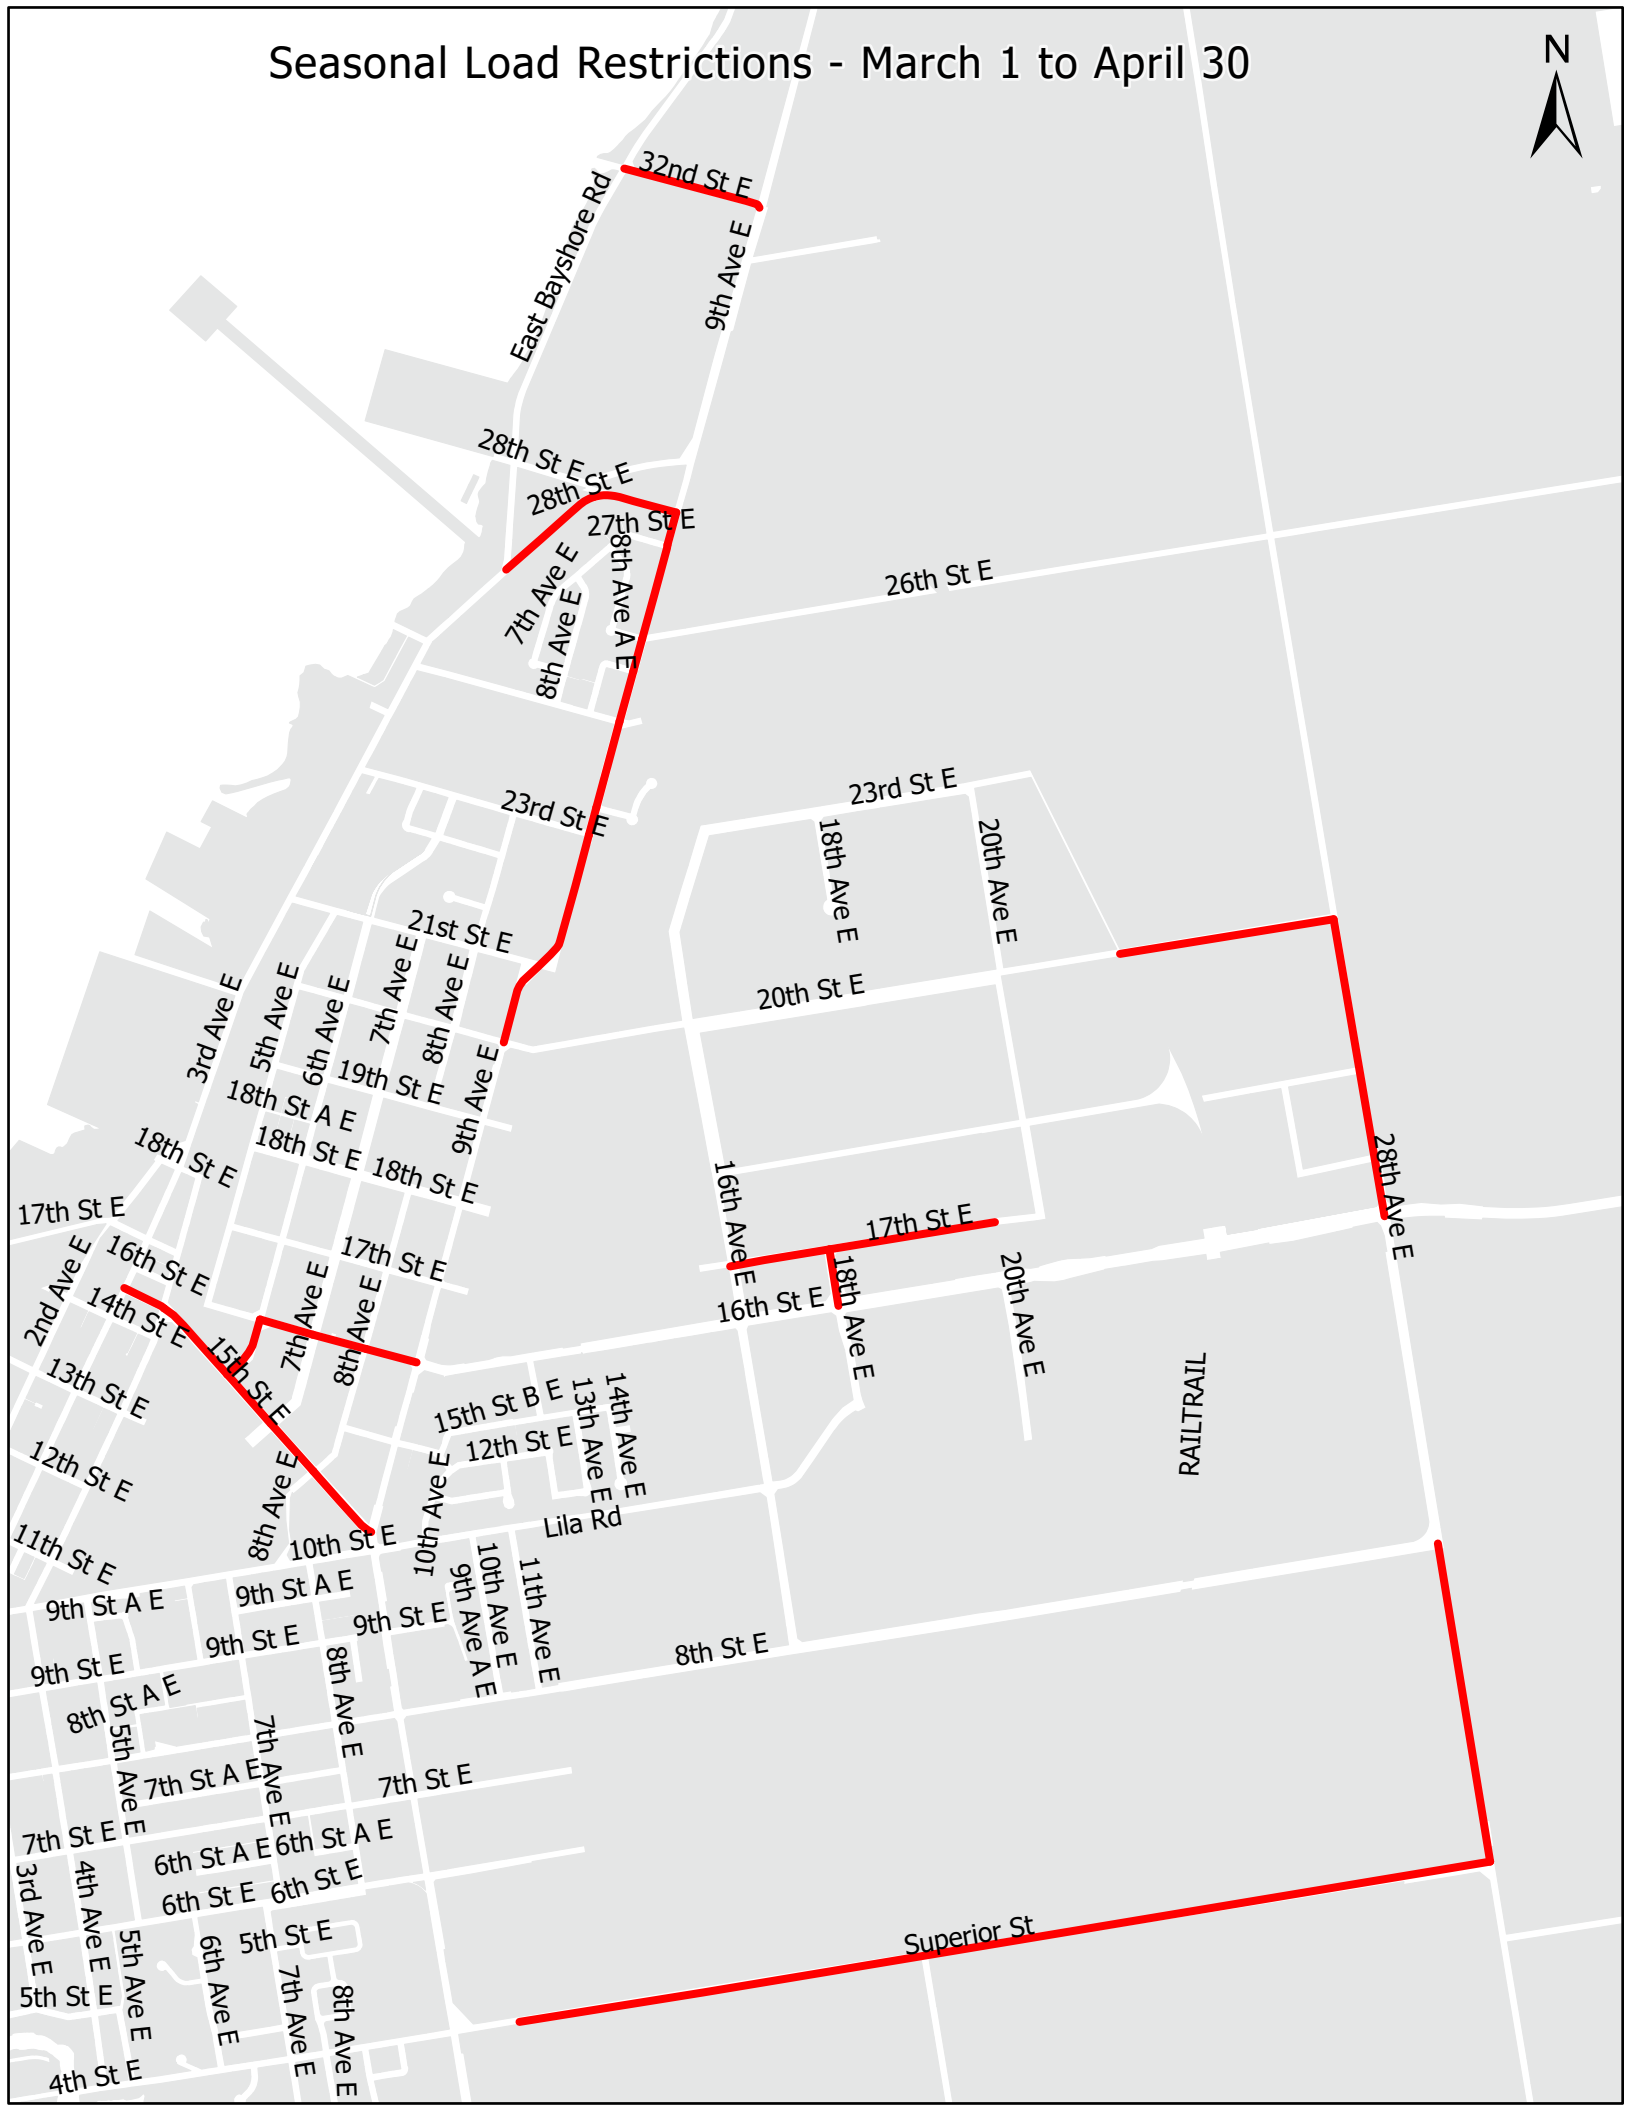 Seasonal Load Restrictions - March 1 to April 30
N
32nd St E
East Bayshore Rd
9th Ave E
28th St E
28th St E
27th St E
7th Ave E
8th Ave E
8th Ave A E
26th St E
23rd St E
23rd St E
18th Ave E
20th Ave E
21st St E
3rd Ave E
5th Ave E
6th Ave E
7th Ave E
8th Ave E
20th St E
19th St E
9th Ave E
18th St A E
18th St E
18th St E
18th St E
17th St E
16th Ave E
17th St E
28th Ave E
2nd Ave E
16th St E
17th St E
7th Ave E
8th Ave E
16th St E
18th Ave E
20th Ave E
14th St E
15th St E
13th St E
15th St B E
13th Ave E
14th Ave E
RAILTRAIL
12th St E
12th St E
8th Ave E
10th Ave E
Lila Rd
11th St E
10th St E
9th St A E
9th St A E
9th Ave A E
10th Ave E
11th Ave E
9th St E
9th St E
9th St E
8th St E
8th St A E
8th Ave E
5th Ave E
7th Ave E
7th St A E
7th St E
7th St E
6th St A E
6th St A E
3rd Ave E
4th Ave E
6th St E
6th St E
5th Ave E
6th Ave E
5th St E
Superior St
5th St E
7th Ave E
8th Ave E
4th St E